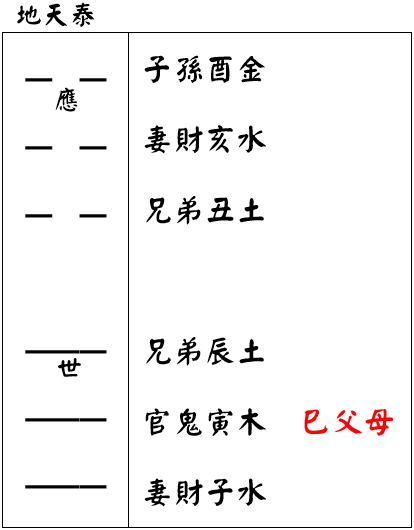 地天泰
子孫酉金
應
妻財亥水
兄弟丑土
兄弟辰土
世
官鬼寅木 巳父母
妻財子水